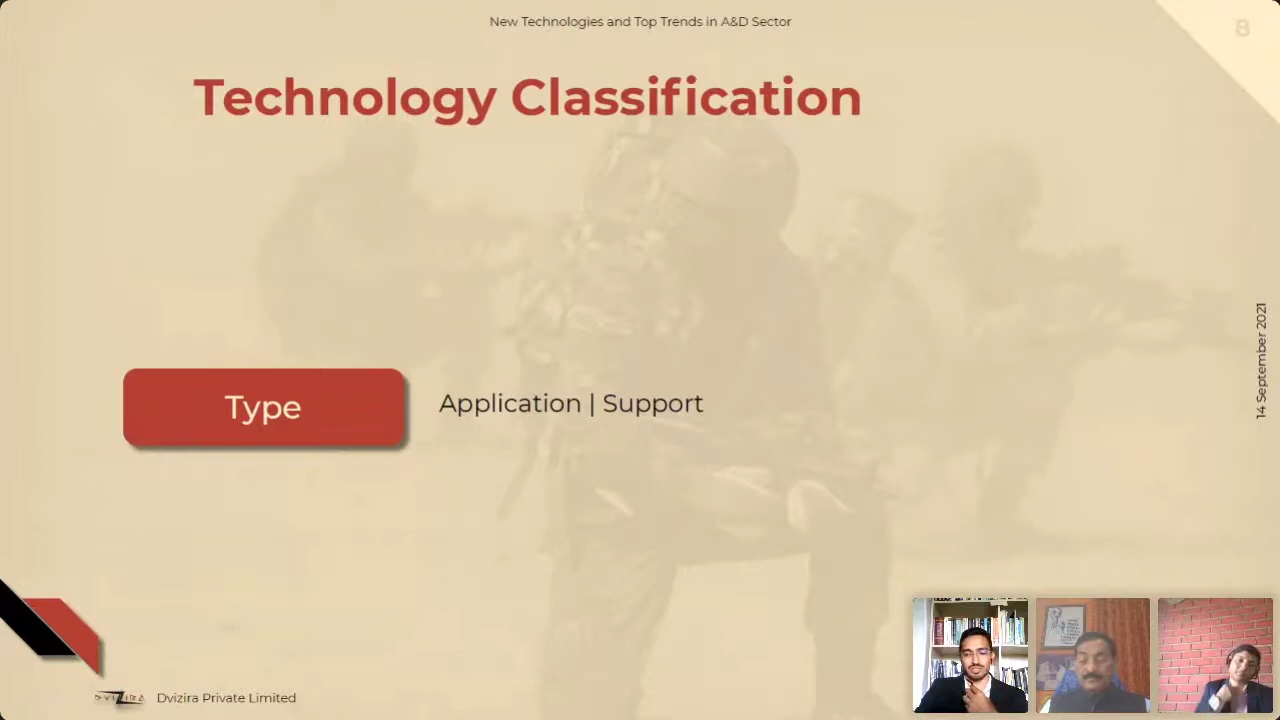 New Technologies and Top Trends in A&D Sector
8
Technology Classification
Type
Application | Support
14 September 2021
DVIZIRA
Dvizira Private Limited